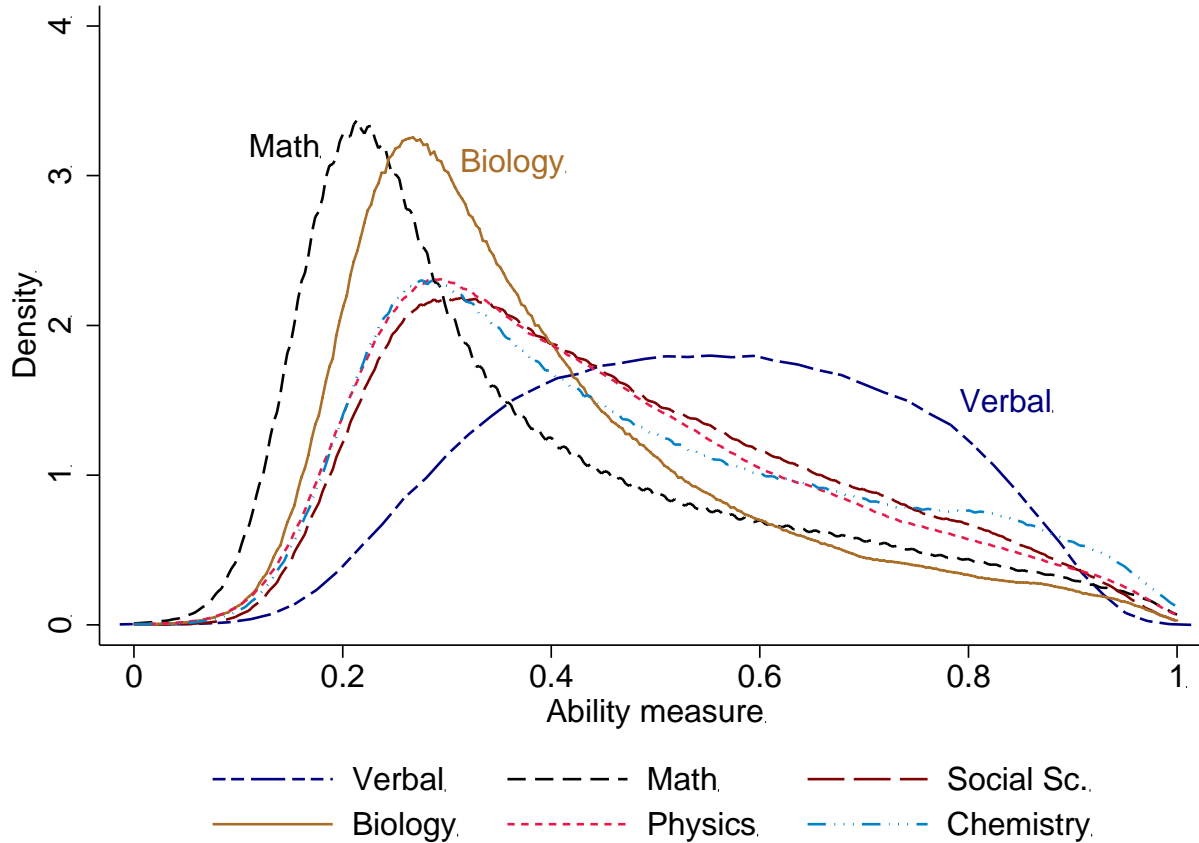 4
3
2
1
0
Density
Math
Biology
Verbal
0 0.2 0.4 0.6 0.8 1
Ability measure
Verbal Math Social Sc.
Biology Physics Chemistry